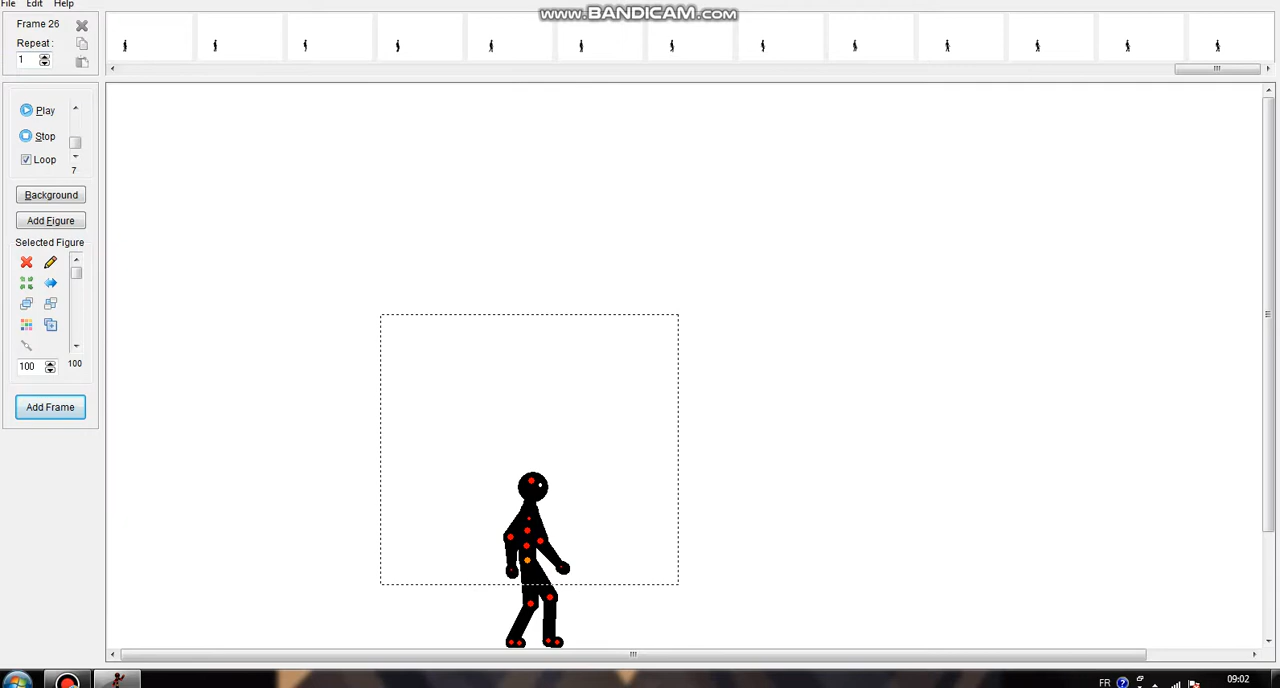 www.BANDICAM.com
File Edit Help
Frame 26
Repeat :
1
Play
Stop
Loop
7
Background
Add Figure
Selected Figure
100
100
Add Frame
FR
09:02